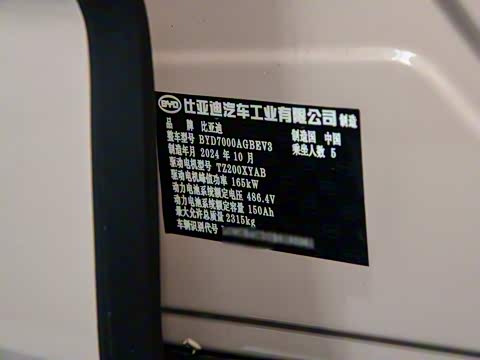 BYD 比亚迪汽车工业有限公司 制造
品 牌 比亚迪 制造国 中国
整车型号 BYD7000AGBEV3 乘坐人数 5
制造年月 2024 年 10 月
驱动电机型号 TZ200XYAB
驱动电机峰值功率 165kW
动力电池系统额定电压 486.4V
动力电池系统额定容量 150Ah
最大允许总质量 2315kg
车辆识别代号